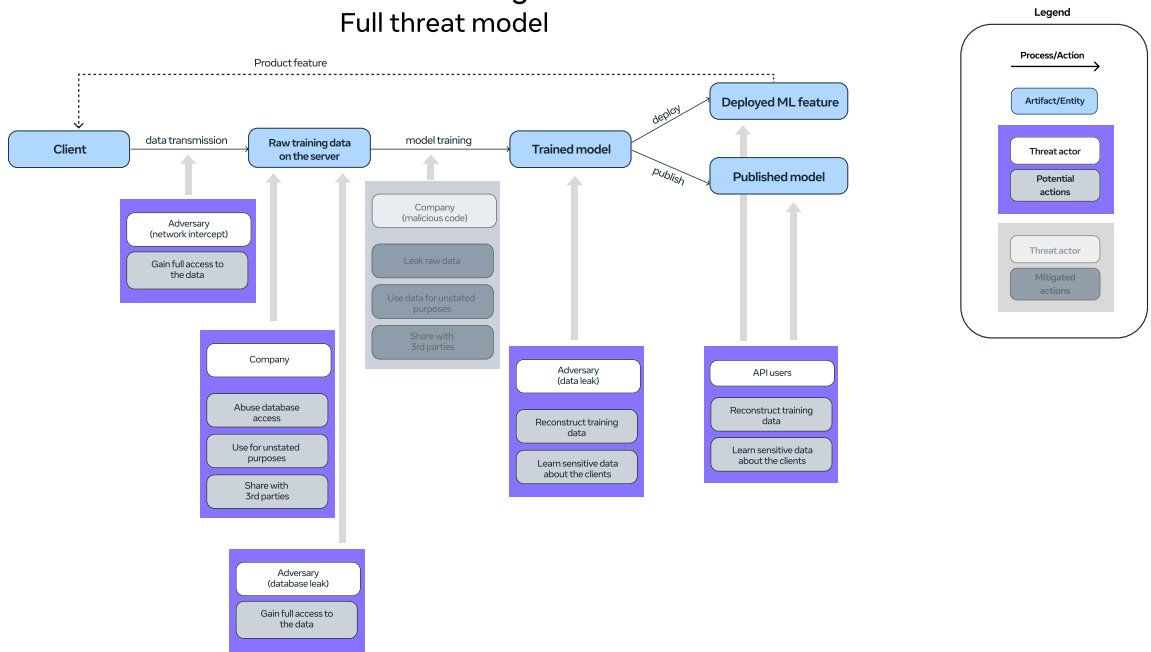 Full threat model
Legend
Process/Action
Artifact/Entity
Threat actor
Potential
actions
Threat actor
Mitigated
actions
Product feature
Client
data transmission
Raw training data
on the server
model training
Trained model
deploy
publish
Deployed ML feature
Published model
Adversary
(network intercept)
Gain full access to
the data
Company
(malicious code)
Leak raw data
Use data for unstated
purposes
Share with
3rd parties
Company
Abuse database
access
Use for unstated
purposes
Share with
3rd parties
Adversary
(data leak)
Reconstruct training
data
Learn sensitive data
about the clients
API users
Reconstruct training
data
Learn sensitive data
about the clients
Adversary
(database leak)
Gain full access to
the data